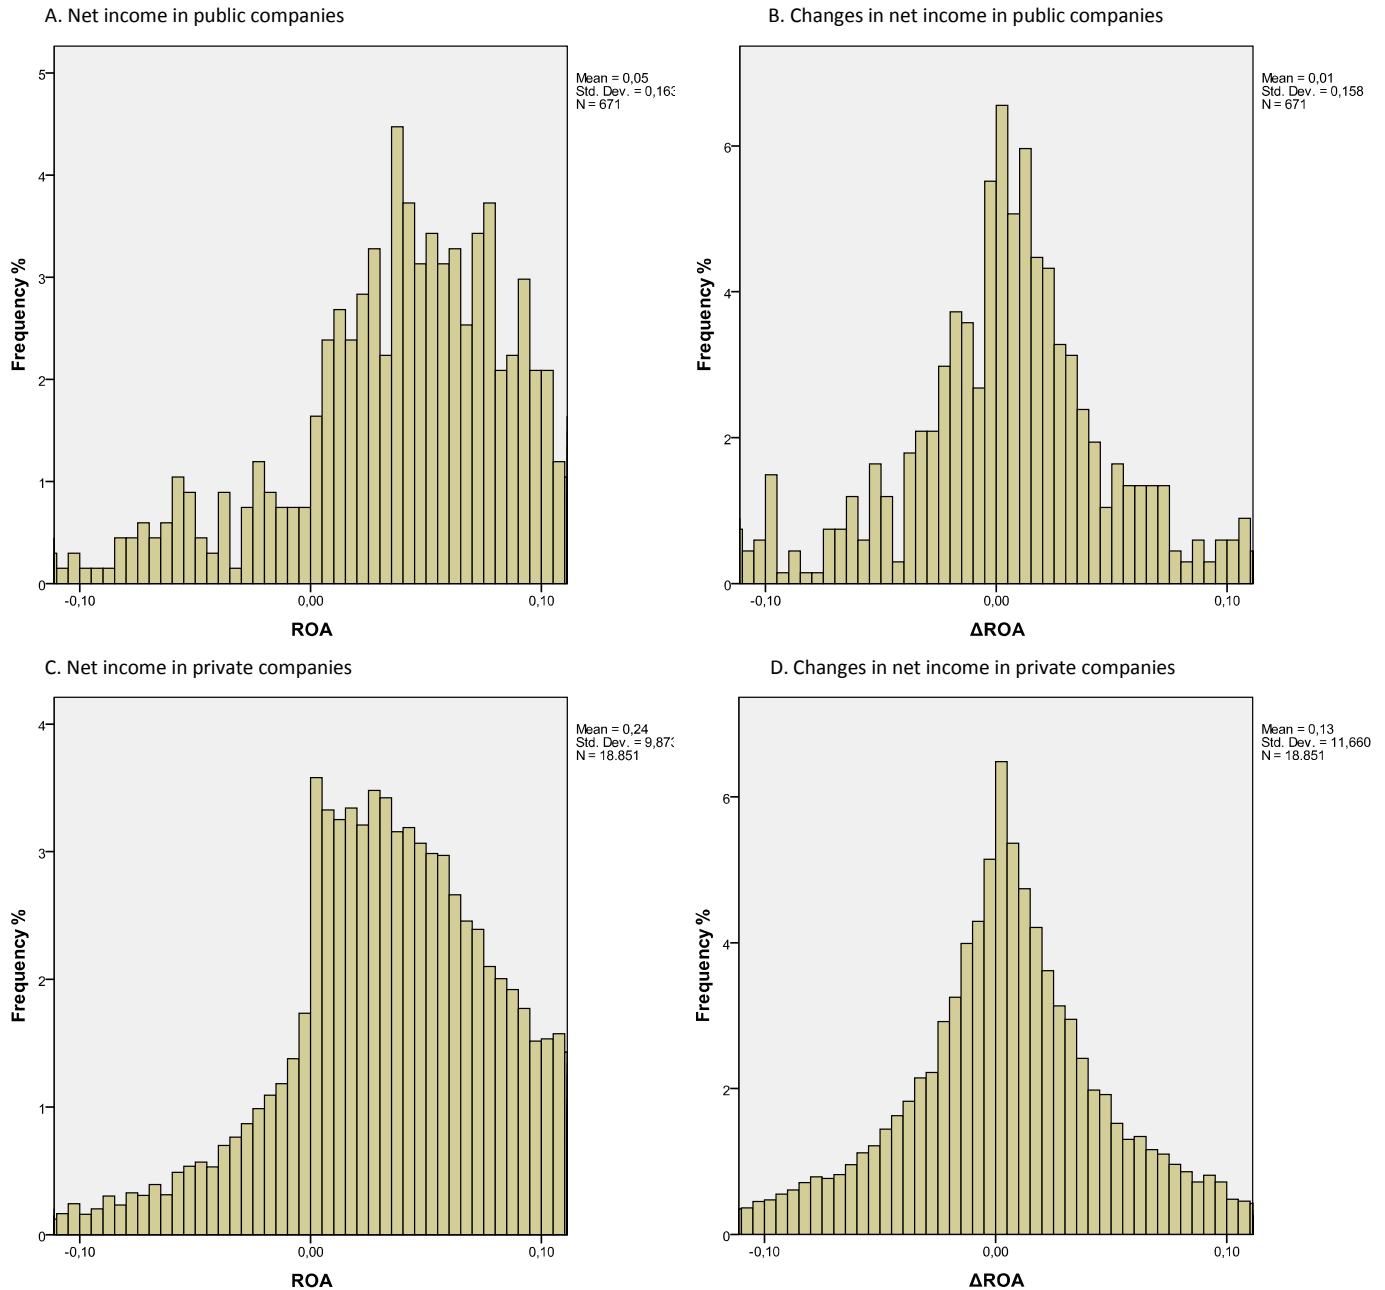 A. Net income in public companies
5
4
3
2
1
0
Frequency %
-0,10
0,00
0,10
ROA
Mean = 0,05
Std. Dev. = 0,163
N = 671
B. Changes in net income in public companies
6
4
2
0
Frequency %
-0,10
0,00
0,10
ΔROA
Mean = 0,01
Std. Dev. = 0,158
N = 671
C. Net income in private companies
4
3
2
1
0
Frequency %
-0,10
0,00
0,10
ROA
Mean = 0,24
Std. Dev. = 9,873
N = 18.851
D. Changes in net income in private companies
6
4
2
0
Frequency %
-0,10
0,00
0,10
ΔROA
Mean = 0,13
Std. Dev. = 11,660
N = 18.851